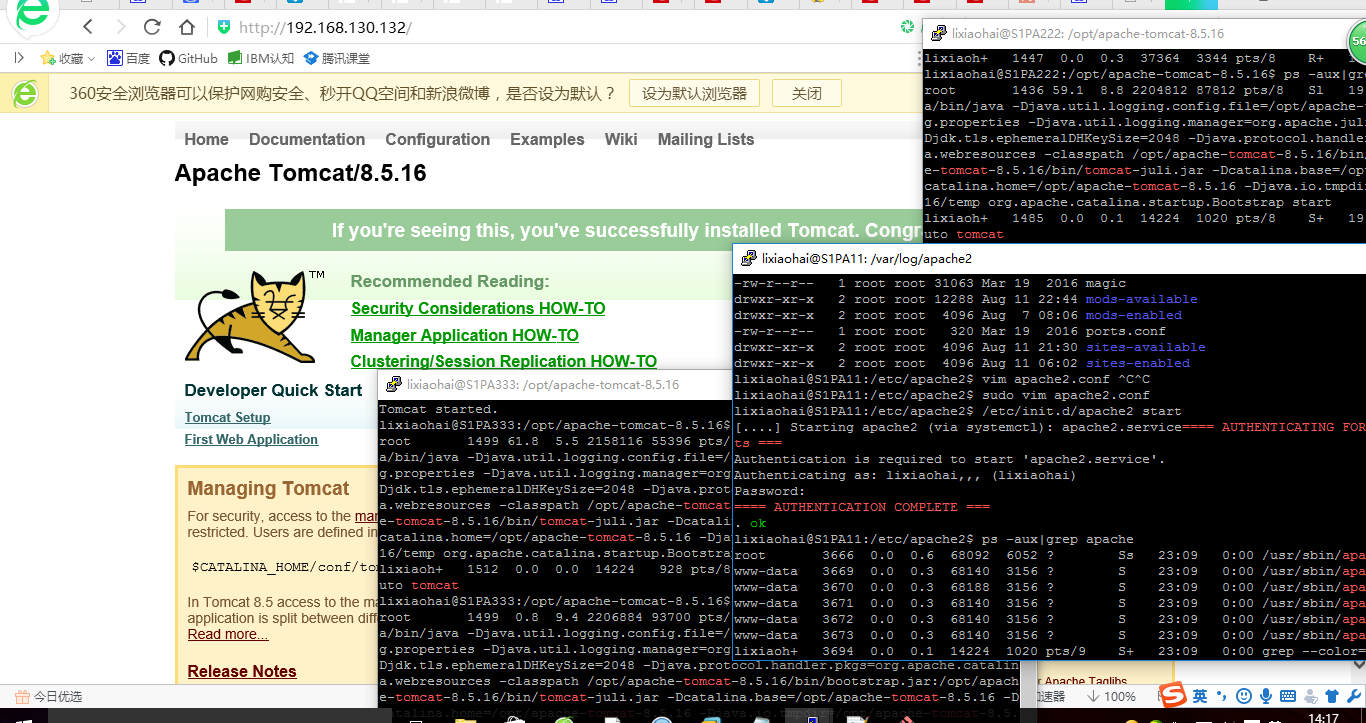 http://192.168.130.132/
收藏 百度 GitHub IBM认知 腾讯课堂
360安全浏览器可以保护网购安全、秒开QQ空间和新浪微博，是否设为默认？ 设为默认浏览器 关闭
Home Documentation Configuration Examples Wiki Mailing Lists
Apache Tomcat/8.5.16
If you're seeing this, you've successfully installed Tomcat.
TM
Recommended Reading:
Security Considerations HOW-TO
Manager Application HOW-TO
Clustering/Session Replication HOW-TO
Developer Quick Start
Tomcat Setup
First Web Application
Managing Tomcat
For security, access to the
restricted. Users are defined in
$CATALINA_HOME/conf/
In Tomcat 8.5 access to the
application is split between
Read more...
Release Notes
今日优选
lixiaohai@S1PA222: /opt/apache-tomcat-8.5.16
lixiaoh+   1447  0.0  0.3  37364  3344 pts/8    R+
lixiaohai@S1PA222:/opt/apache-tomcat-8.5.16$ ps -aux|gre
root       1436 59.1  8.8 2204812 87812 pts/8   Sl   19
a/bin/java -Djava.util.logging.config.file=/opt/apache-
g.properties -Djava.util.logging.manager=org.apache.juli
Djdk.tls.ephemeralDHKeySize=2048 -Djava.protocol.handler
a.webresources -classpath /opt/apache-tomcat-8.5.16/bin/
e-tomcat-8.5.16/bin/tomcat-juli.jar -Dcatalina.base=/opt
catalina.home=/opt/apache-tomcat-8.5.16 -Djava.io.tmpdir
16/temp org.apache.catalina.startup.Bootstrap start
lixiaoh+   1485  0.0  0.1  14224  1020 pts/8    S+   19
uto tomcat
lixiaohai@S1PA11: /var/log/apache2
-rw-r--r--   1 root root 31063 Mar 19  2016 magic
drwxr-xr-x   2 root root 12288 Aug 11 22:44 mods-available
drwxr-xr-x   2 root root  4096 Aug  7 08:06 mods-enabled
-rw-r--r--   1 root root   320 Mar 19  2016 ports.conf
drwxr-xr-x   2 root root  4096 Aug 11 21:30 sites-available
drwxr-xr-x   2 root root  4096 Aug 11 06:02 sites-enabled
lixiaohai@S1PA11:/etc/apache2$ vim apache2.conf ^C^C
lixiaohai@S1PA11:/etc/apache2$ sudo vim apache2.conf
lixiaohai@S1PA11:/etc/apache2$ /etc/init.d/apache2 start
[....] Starting apache2 (via systemctl): apache2.service==== AUTHENTICATING FOR
ts ===
Authentication is required to start 'apache2.service'.
Authenticating as: lixiaohai,,, (lixiaohai)
Password:
==== AUTHENTICATION COMPLETE ===
. ok
lixiaohai@S1PA11:/etc/apache2$ ps -aux|grep apache
root       3666  0.0  0.6  68092  6052 ?        Ss   23:09   0:00 /usr/sbin/apa
www-data   3669  0.0  0.3  68140  3156 ?        S    23:09   0:00 /usr/sbin/apa
www-data   3670  0.0  0.3  68188  3156 ?        S    23:09   0:00 /usr/sbin/apa
www-data   3671  0.0  0.3  68140  3156 ?        S    23:09   0:00 /usr/sbin/apa
www-data   3672  0.0  0.3  68140  3156 ?        S    23:09   0:00 /usr/sbin/apa
www-data   3673  0.0  0.3  68140  3156 ?        S    23:09   0:00 /usr/sbin/apa
lixiaoh+   3694  0.0  0.1  14224  1020 pts/9    S+   23:09   0:00 grep --color=
lixiaohai@S1PA333: /opt/apache-tomcat-8.5.16
Tomcat started.
lixiaohai@S1PA333:/opt/apache-tomcat-8.5.16$
root       1499 61.8  5.5 2158116 55396 pts/
a/bin/java -Djava.util.logging.config.file=/
g.properties -Djava.util.logging.manager=org
Djdk.tls.ephemeralDHKeySize=2048 -Djava.prot
a.webresources -classpath /opt/apache-tomcat
e-tomcat-8.5.16/bin/tomcat-juli.jar -Dcatali
catalina.home=/opt/apache-tomcat-8.5.16 -Dja
16/temp org.apache.catalina.startup.Bootstra
lixiaoh+   1512  0.0  0.0  14224   928 pts/8
uto tomcat
lixiaohai@S1PA333:/opt/apache-tomcat-8.5.16$
root       1499  0.8  9.4 2206884 93700 pts/
a/bin/java -Djava.util.logging.config.file=/
g.properties -Djava.util.logging.manager=org
Djdk.tls.ephemeralDHKeySize=2048 -Djava.protocol.handler.pkgs=org.apache.catalin
a.webresources -classpath /opt/apache-tomcat-8.5.16/bin/bootstrap.jar:/opt/apach
e-tomcat-8.5.16/bin/tomcat-juli.jar -Dcatalina.base=/opt/apache-tomcat-8.5.16 -D
catalina.home=/opt/apache-tomcat-8.5.16 -Djava.io.tmpdir=/opt/apache-tomcat-8.5.
Apache Taglibs
加速器 100%
英
56
14:17